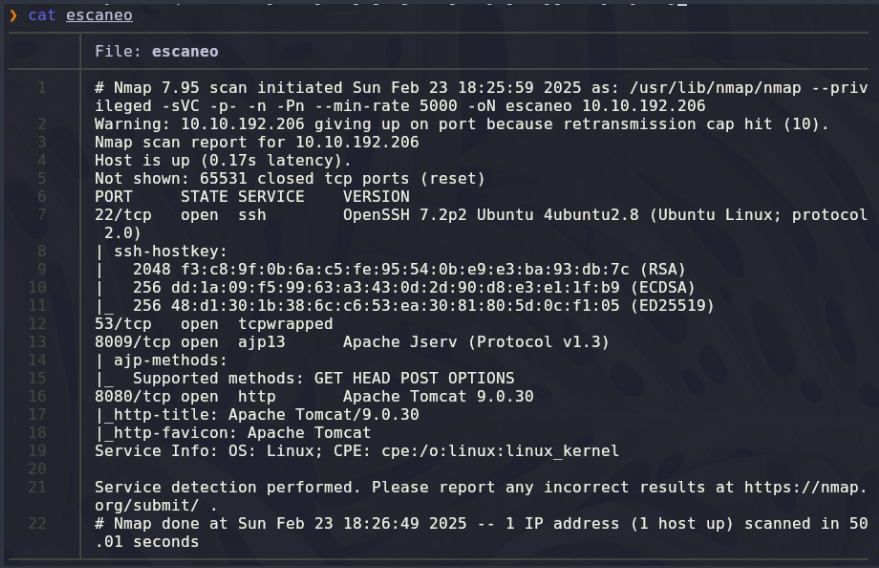 ❯ cat escaneo
File: escaneo
1 # Nmap 7.95 scan initiated Sun Feb 23 18:25:59 2025 as: /usr/lib/nmap/nmap --priv
ileged -sVC -p- -n -Pn --min-rate 5000 -oN escaneo 10.10.192.206
2 Warning: 10.10.192.206 giving up on port because retransmission cap hit (10).
3 Nmap scan report for 10.10.192.206
4 Host is up (0.17s latency).
5 Not shown: 65531 closed tcp ports (reset)
6 PORT     STATE SERVICE    VERSION
7 22/tcp   open  ssh        OpenSSH 7.2p2 Ubuntu 4ubuntu2.8 (Ubuntu Linux; protocol
2.0)
8 | ssh-hostkey:
9 |   2048 f3:c8:9f:0b:6a:c5:fe:95:54:0b:e9:e3:ba:93:db:7c (RSA)
10 |   256 dd:1a:09:f5:99:63:a3:43:0d:2d:90:d8:e3:e1:1f:b9 (ECDSA)
11 |_  256 48:d1:30:1b:38:6c:c6:53:ea:30:81:80:5d:0c:f1:05 (ED25519)
12 53/tcp   open  tcpwrapped
13 8009/tcp open  ajp13      Apache Jserv (Protocol v1.3)
14 | ajp-methods:
15 |_  Supported methods: GET HEAD POST OPTIONS
16 8080/tcp open  http       Apache Tomcat 9.0.30
17 |_http-title: Apache Tomcat/9.0.30
18 |_http-favicon: Apache Tomcat
19 Service Info: OS: Linux; CPE: cpe:/o:linux:linux_kernel
20
21 Service detection performed. Please report any incorrect results at https://nmap.
org/submit/ .
22 # Nmap done at Sun Feb 23 18:26:49 2025 -- 1 IP address (1 host up) scanned in 50
.01 seconds